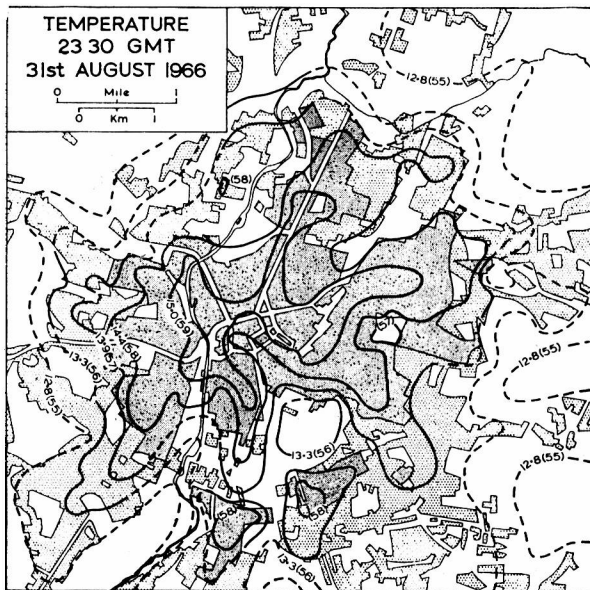 TEMPERATURE
23 30 GMT
31st AUGUST 1966
0 Mile 1
0 Km 1
12·8(55)
(58)
15·0(59)
14·4(58)
13·9(57)
13·3(56)
12·8(55)
(57)
12·8(55)
13·3(56)
12·8(55)
(58)
(58)
13·3(56)